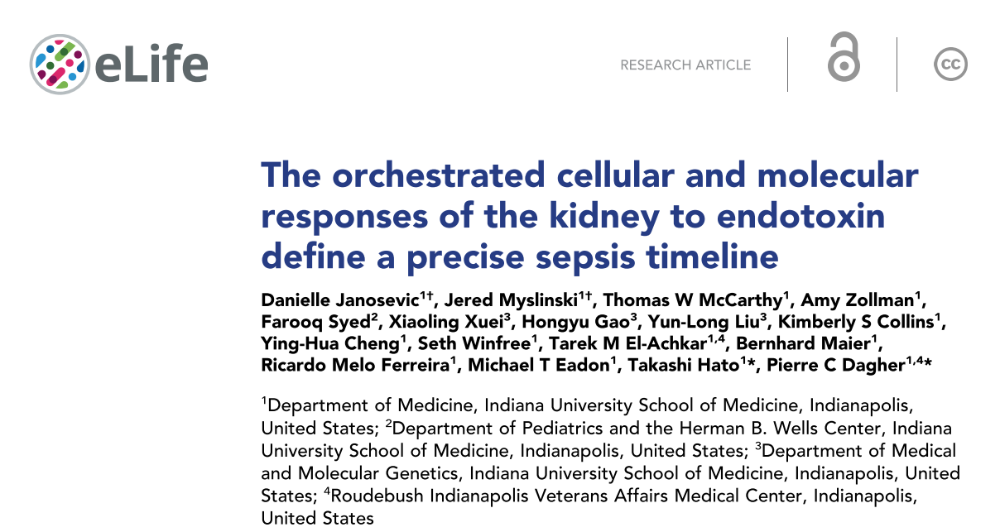 eLife
RESEARCH ARTICLE
cc
The orchestrated cellular and molecular
responses of the kidney to endotoxin
define a precise sepsis timeline
Danielle Janosevic¹†, Jered Myslinski¹†, Thomas W McCarthy¹, Amy Zollman¹,
Farooq Syed², Xiaoling Xuei³, Hongyu Gao³, Yun-Long Liu³, Kimberly S Collins¹,
Ying-Hua Cheng¹, Seth Winfree¹, Tarek M El-Achkar¹,⁴, Bernhard Maier¹,
Ricardo Melo Ferreira¹, Michael T Eadon¹, Takashi Hato¹*, Pierre C Dagher¹,⁴*
¹Department of Medicine, Indiana University School of Medicine, Indianapolis,
United States; ²Department of Pediatrics and the Herman B. Wells Center, Indiana
University School of Medicine, Indianapolis, United States; ³Department of Medical
and Molecular Genetics, Indiana University School of Medicine, Indianapolis, United
States; ⁴Roudebush Indianapolis Veterans Affairs Medical Center, Indianapolis,
United States